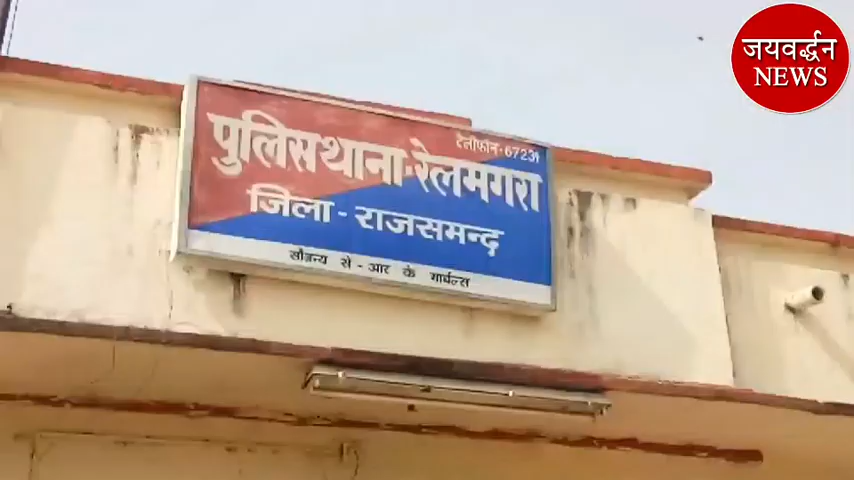 जयवर्द्धन
NEWS
टेलीफोन-67231
पुलिस थाना-रेलमगरा
जिला-राजसमन्द
सौजन्य से - आर के मार्बल्स